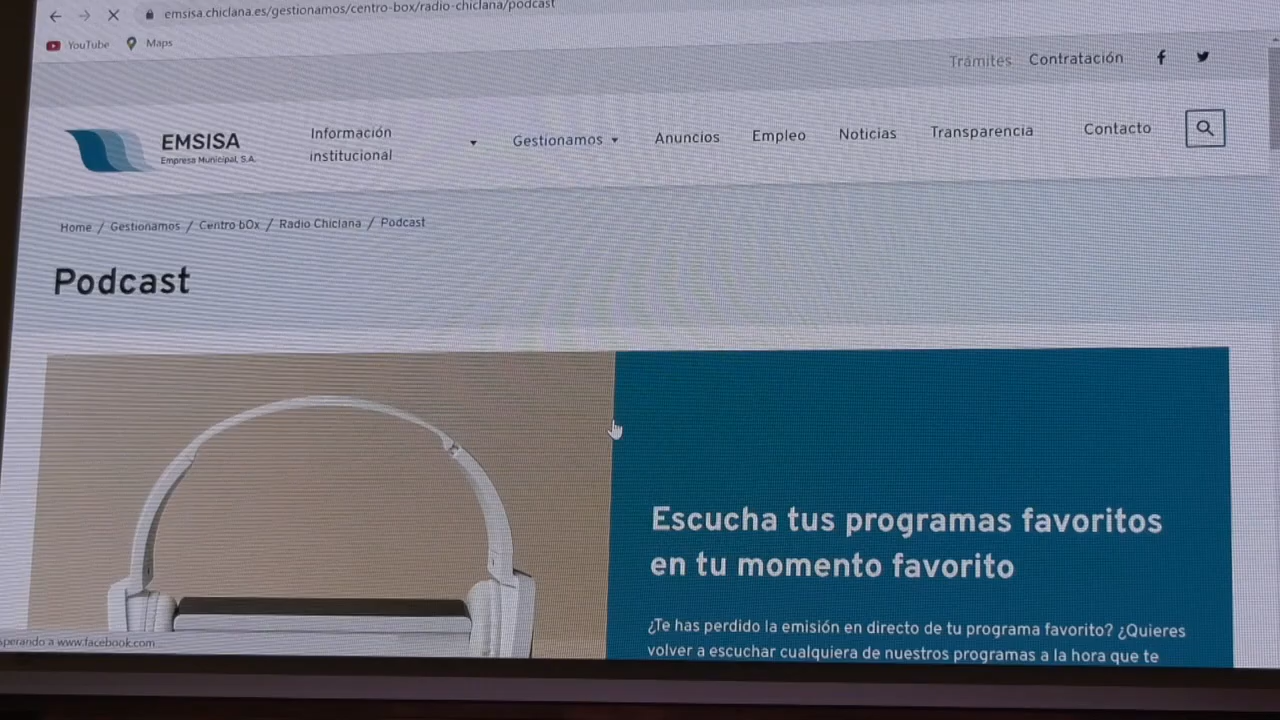 emsisa.chiclana.es/gestionamos/centro-box/radio-chiclana/podcast
YouTube Maps
Trámites Contratación
EMSISA
Empresa Municipal, S.A.
Información
institucional
Gestionamos
Anuncios
Empleo
Noticias
Transparencia
Contacto
Home / Gestionamos / Centro bOx / Radio Chiclana / Podcast
Podcast
Escucha tus programas favoritos
en tu momento favorito
¿Te has perdido la emisión en directo de tu programa favorito? ¿Quieres
volver a escuchar cualquiera de nuestros programas a la hora que te
sperando a www.facebook.com